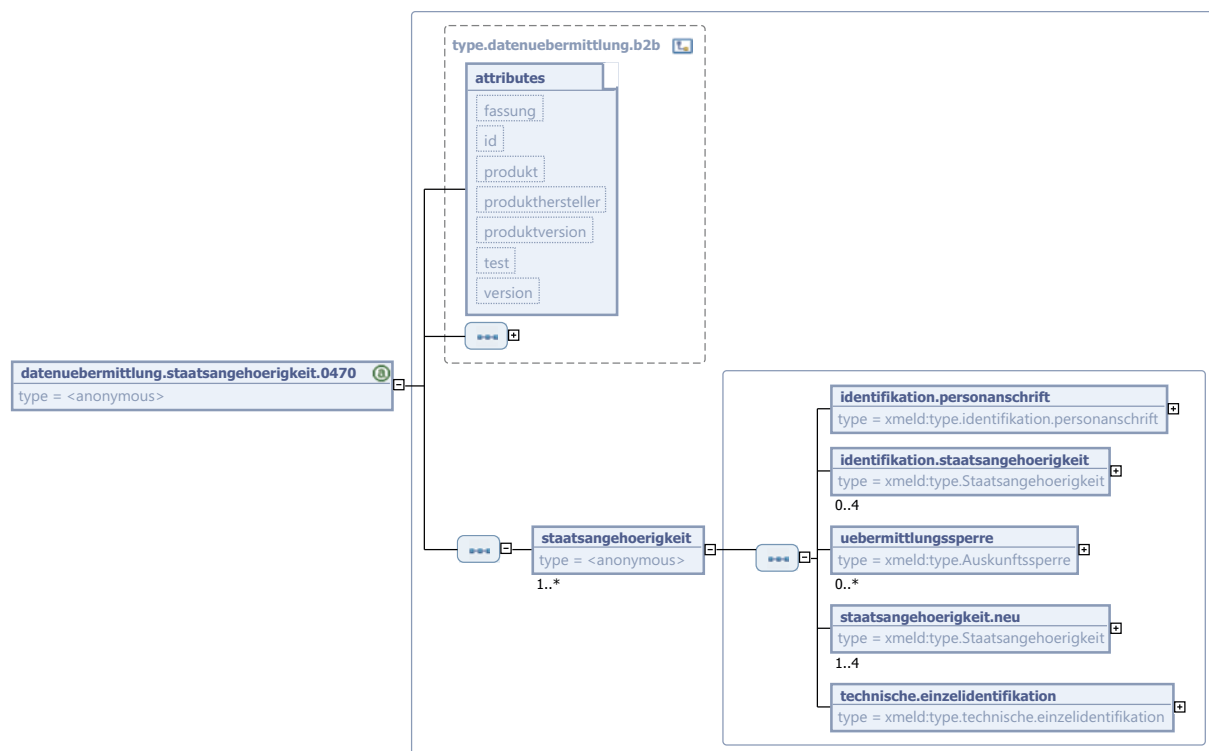 type.datenuebermittlung.b2b
attributes
fassung
id
produkt
produkthersteller
produktversion
test
version
datenuebermittlung.staatsangehoerigkeit.0470
type = <anonymous>
staatsangehoerigkeit
type = <anonymous>
1..*
identifikation.personanschrift
type = xmeld:type.identifikation.personanschrift
identifikation.staatsangehoerigkeit
type = xmeld:type.Staatsangehoerigkeit
0..4
uebermittlungssperre
type = xmeld:type.Auskunftssperre
0..*
staatsangehoerigkeit.neu
type = xmeld:type.Staatsangehoerigkeit
1..4
technische.einzelidentifikation
type = xmeld:type.technische.einzelidentifikation